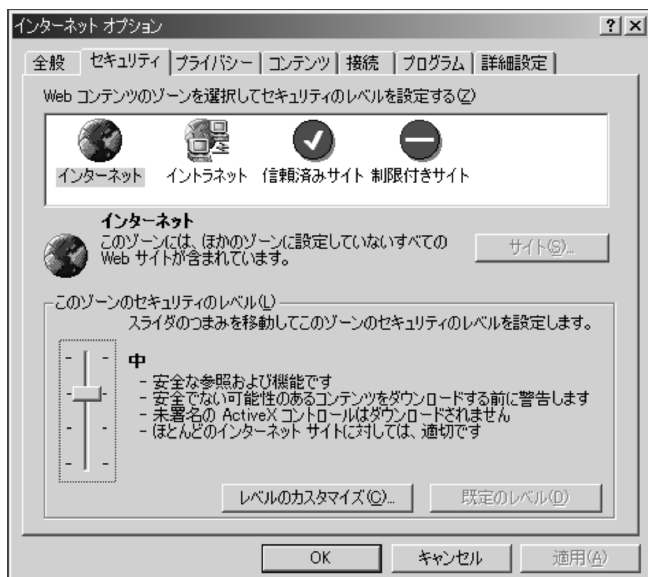 インターネット オプション
全般 セキュリティ プライバシー コンテンツ 接続 プログラム 詳細設定
Web コンテンツのゾーンを選択してセキュリティのレベルを設定する(Z)
インターネット イントラネット 信頼済みサイト 制限付きサイト
インターネット
このゾーンには、ほかのゾーンに設定していないすべての
Web サイトが含まれています。
サイト(S)...
このゾーンのセキュリティのレベル(L)
スライダのつまみを移動してこのゾーンのセキュリティのレベルを設定します。
中
- 安全な参照および機能です
- 安全でない可能性のあるコンテンツをダウンロードする前に警告します
- 未署名の ActiveX コントロールはダウンロードされません
- ほとんどのインターネット サイトに対しては、適切です
レベルのカスタマイズ(C)... 既定のレベル(D)
OK キャンセル 適用(A)